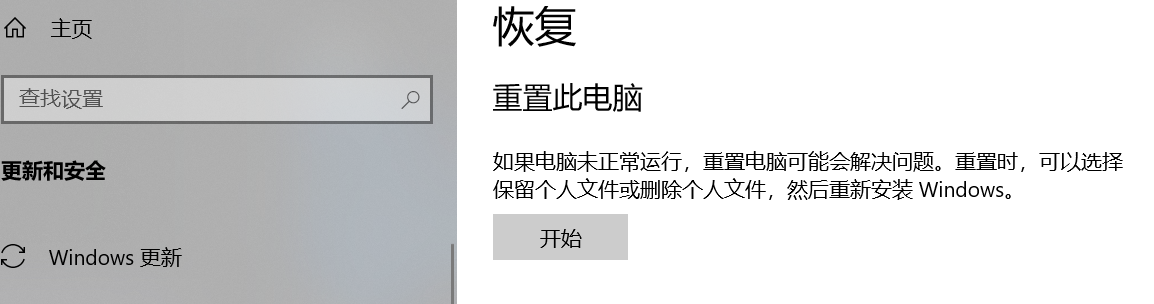 主页
查找设置
更新和安全
Windows 更新
恢复
重置此电脑
如果电脑未正常运行，重置电脑可能会解决问题。重置时，可以选择
保留个人文件或删除个人文件，然后重新安装 Windows。
开始